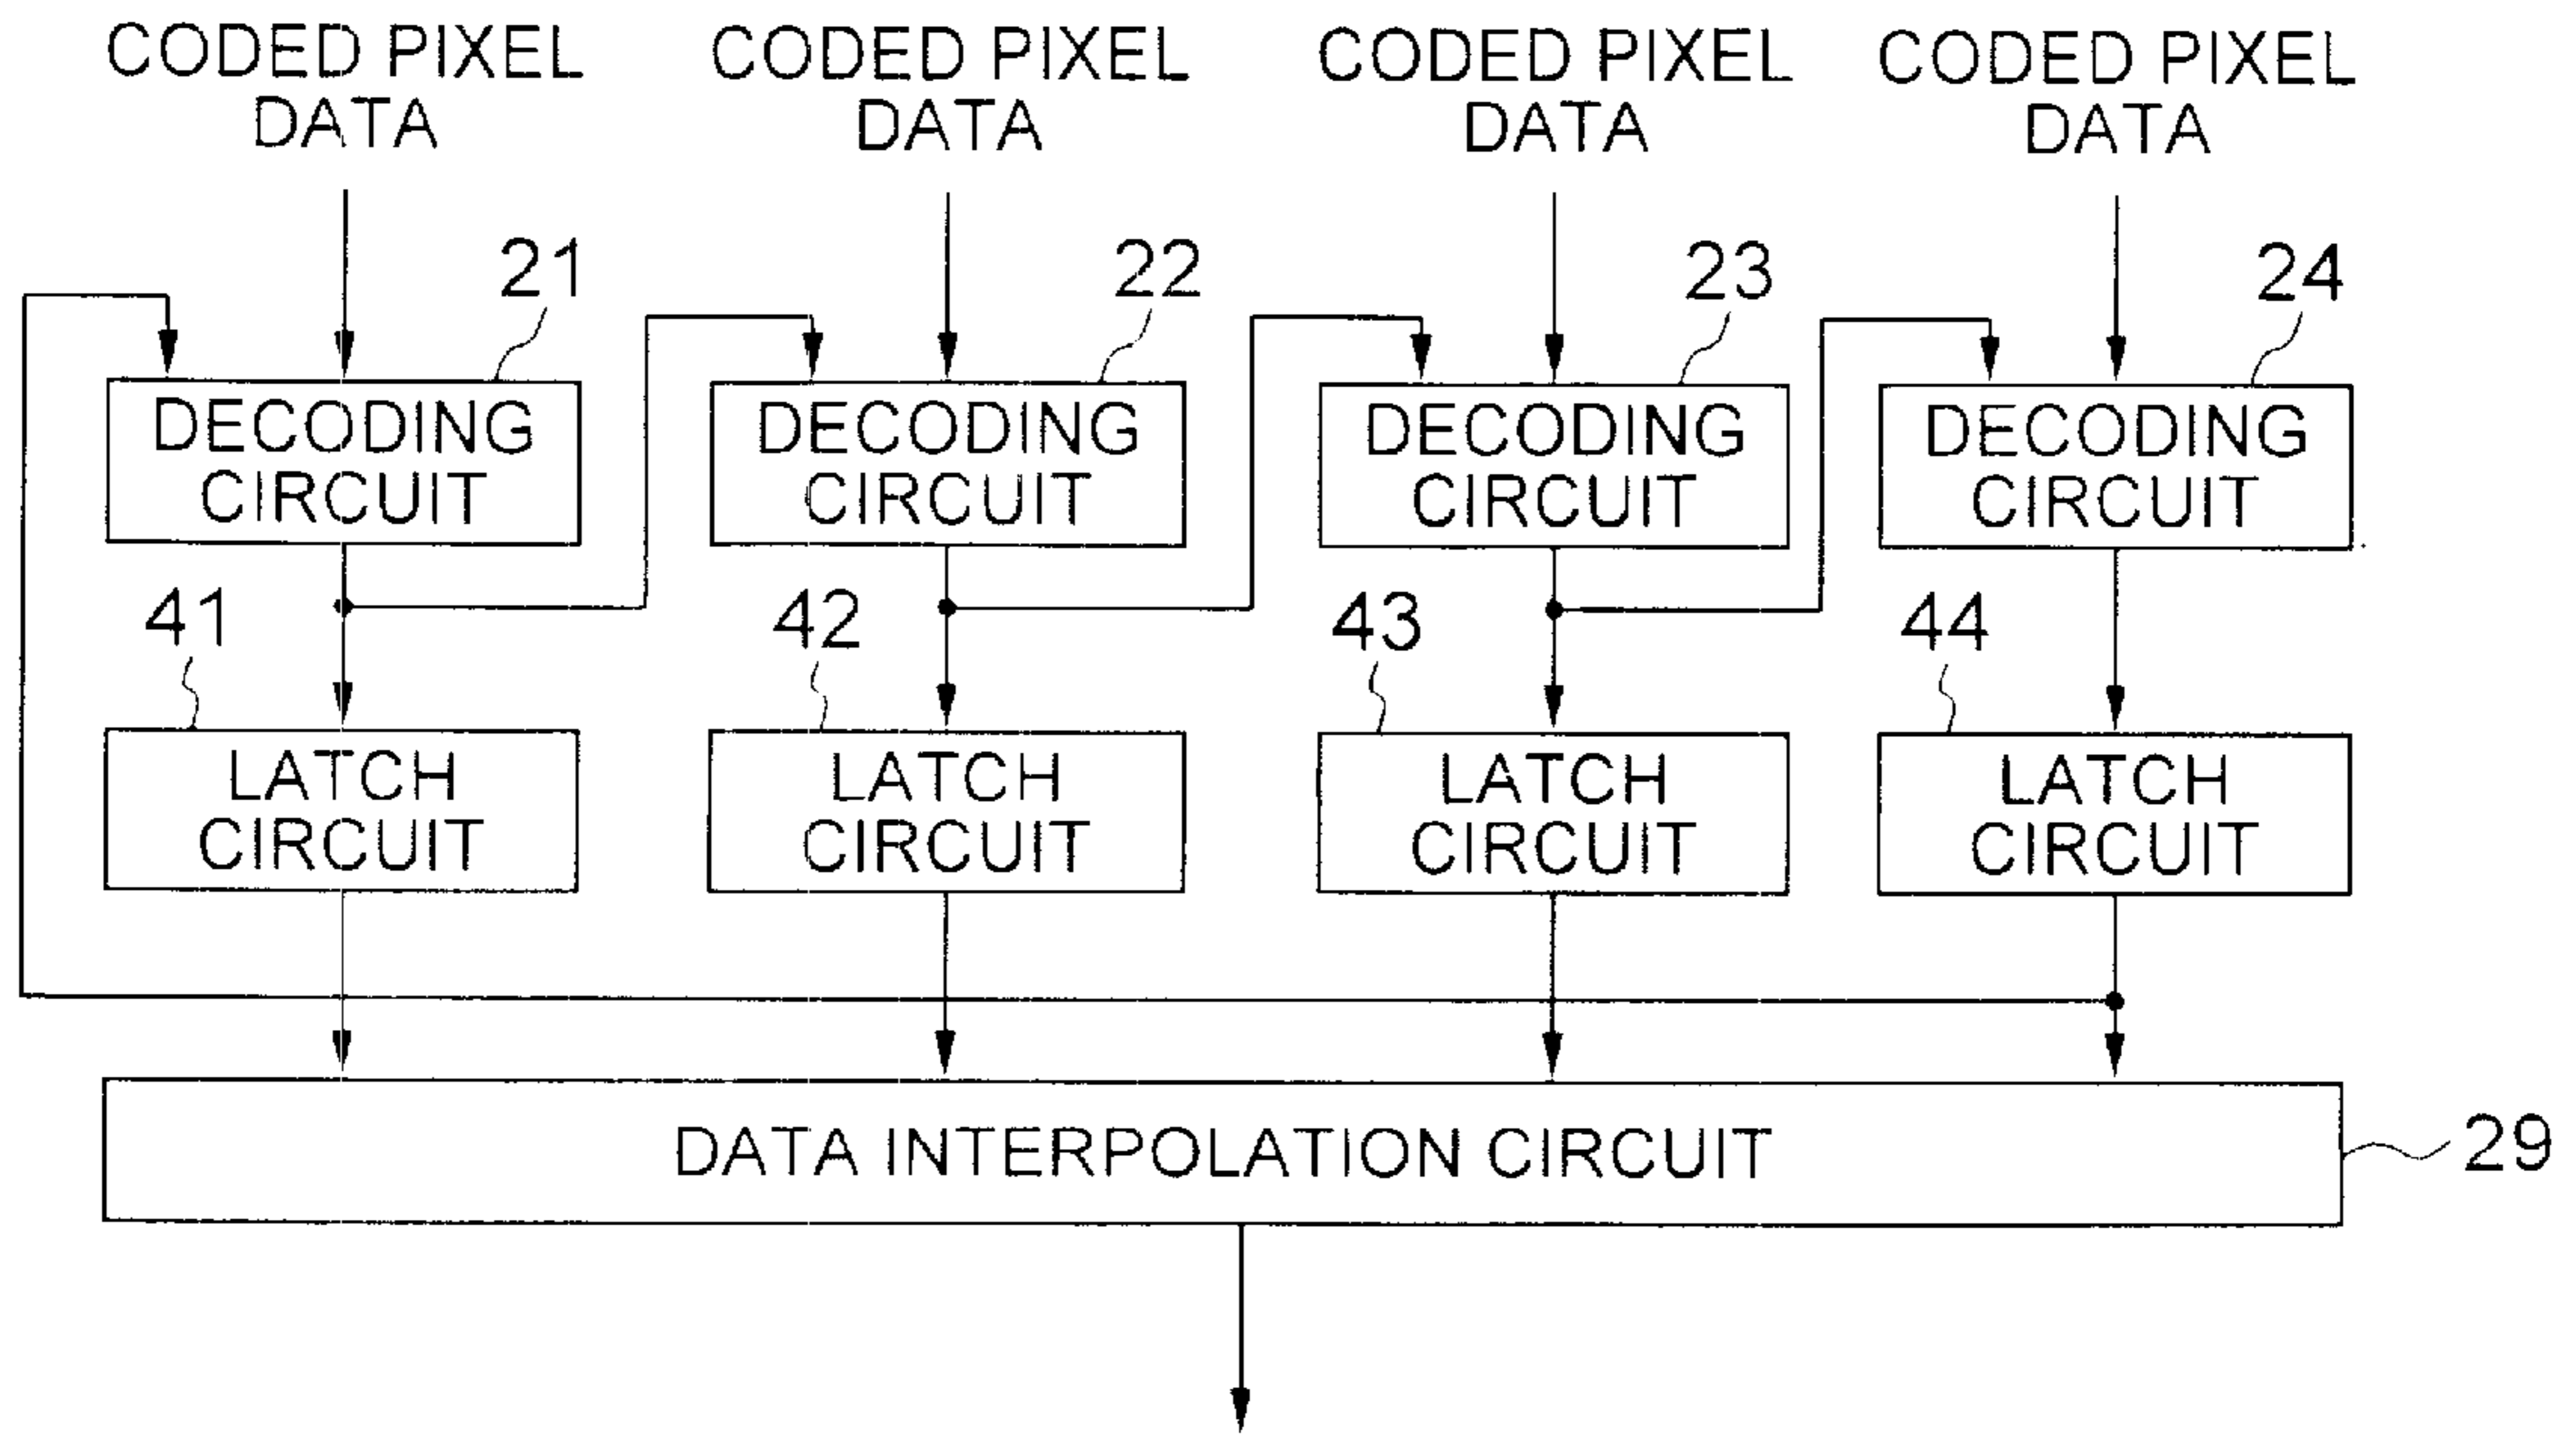 CODED PIXEL
DATA
CODED PIXEL
DATA
CODED PIXEL
DATA
CODED PIXEL
DATA
21
22
23
24
DECODING
CIRCUIT
DECODING
CIRCUIT
DECODING
CIRCUIT
DECODING
CIRCUIT
41
42
43
44
LATCH
CIRCUIT
LATCH
CIRCUIT
LATCH
CIRCUIT
LATCH
CIRCUIT
DATA INTERPOLATION CIRCUIT
29